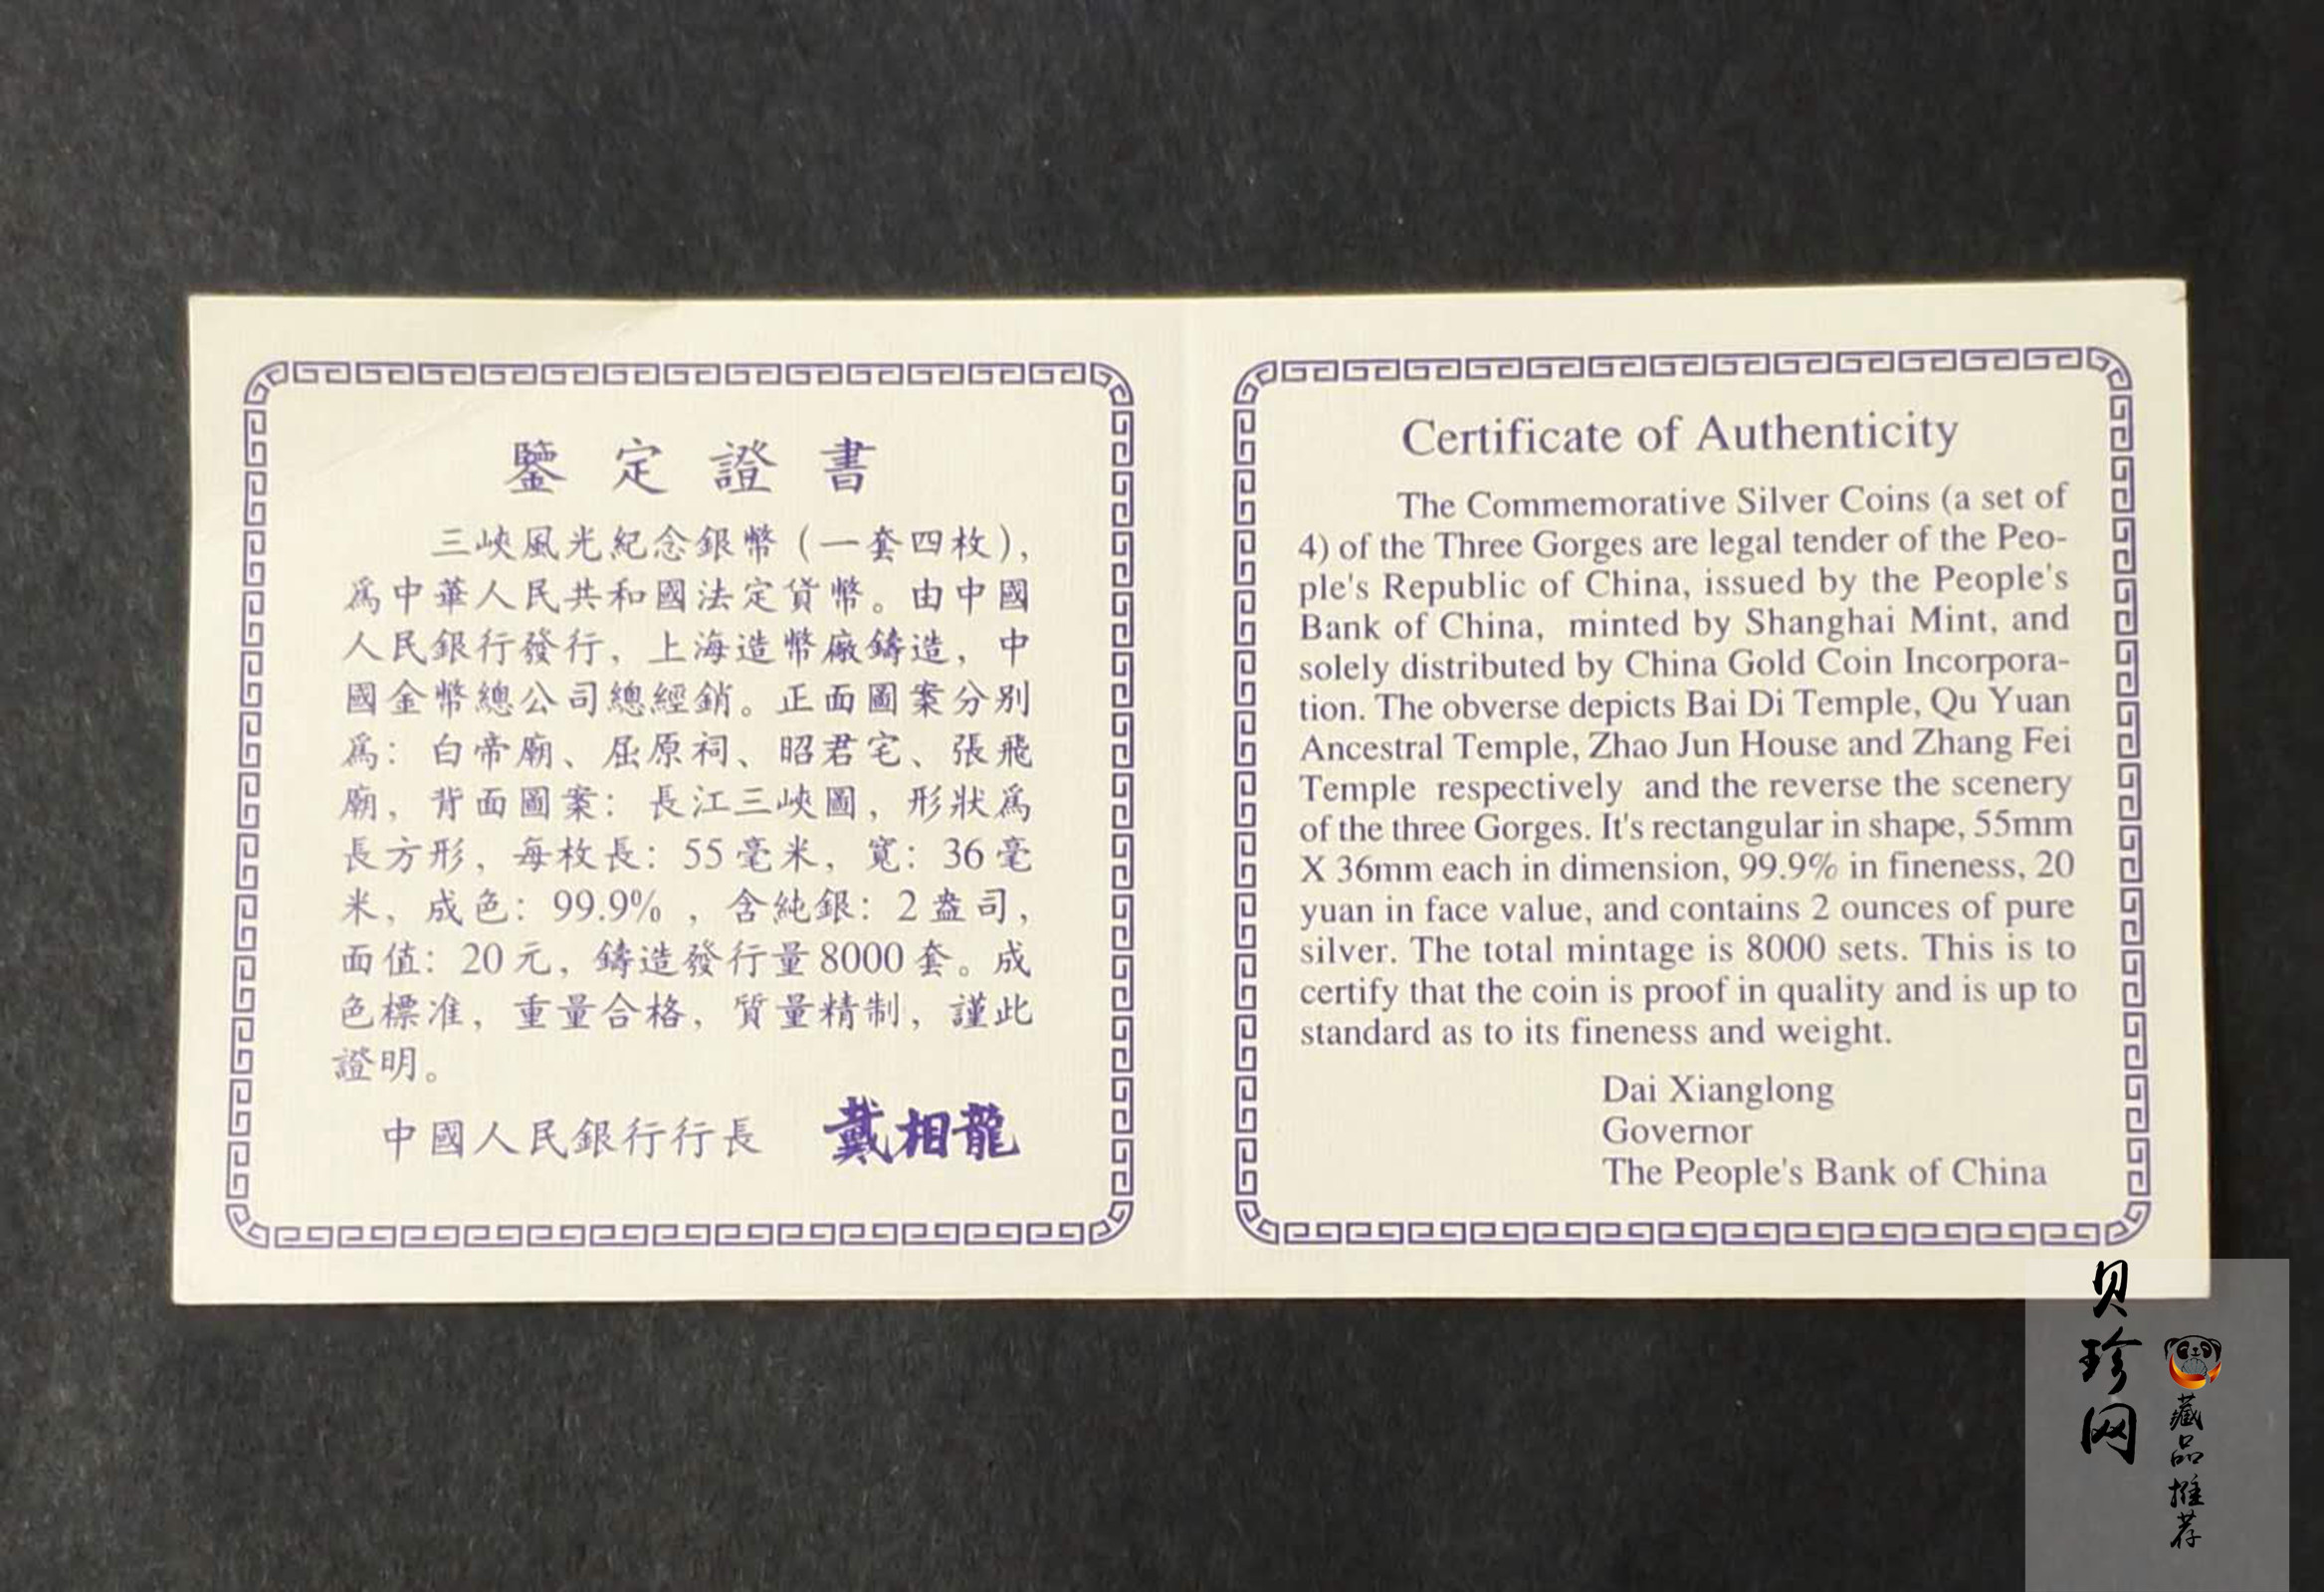 鑒定證書
三峽風光紀念銀幣（一套四枚），
爲中華人民共和國法定貨幣。由中國
人民銀行發行，上海造幣廠鑄造，中
國金幣總公司總經銷。正面圖案分别
爲：白帝廟、屈原祠、昭君宅、張飛
廟，背面圖案：長江三峽圖，形狀爲
長方形，每枚長：55毫米，寬：36毫
米，成色：99.9%，含純銀：2盎司，
面值：20元，鑄造發行量8000套。成
色標准，重量合格，質量精制，謹此
證明。
中國人民銀行行長 戴相龍
Certificate of Authenticity
The Commemorative Silver Coins (a set of
4) of the Three Gorges are legal tender of the Peo-
ple's Republic of China, issued by the People's
Bank of China, minted by Shanghai Mint, and
solely distributed by China Gold Coin Incorpora-
tion. The obverse depicts Bai Di Temple, Qu Yuan
Ancestral Temple, Zhao Jun House and Zhang Fei
Temple respectively and the reverse the scenery
of the three Gorges. It's rectangular in shape, 55mm
X 36mm each in dimension, 99.9% in fineness, 20
yuan in face value, and contains 2 ounces of pure
silver. The total mintage is 8000 sets. This is to
certify that the coin is proof in quality and is up to
standard as to its fineness and weight.
Dai Xianglong
Governor
The People's Bank of China
贝珍网
藏品推荐